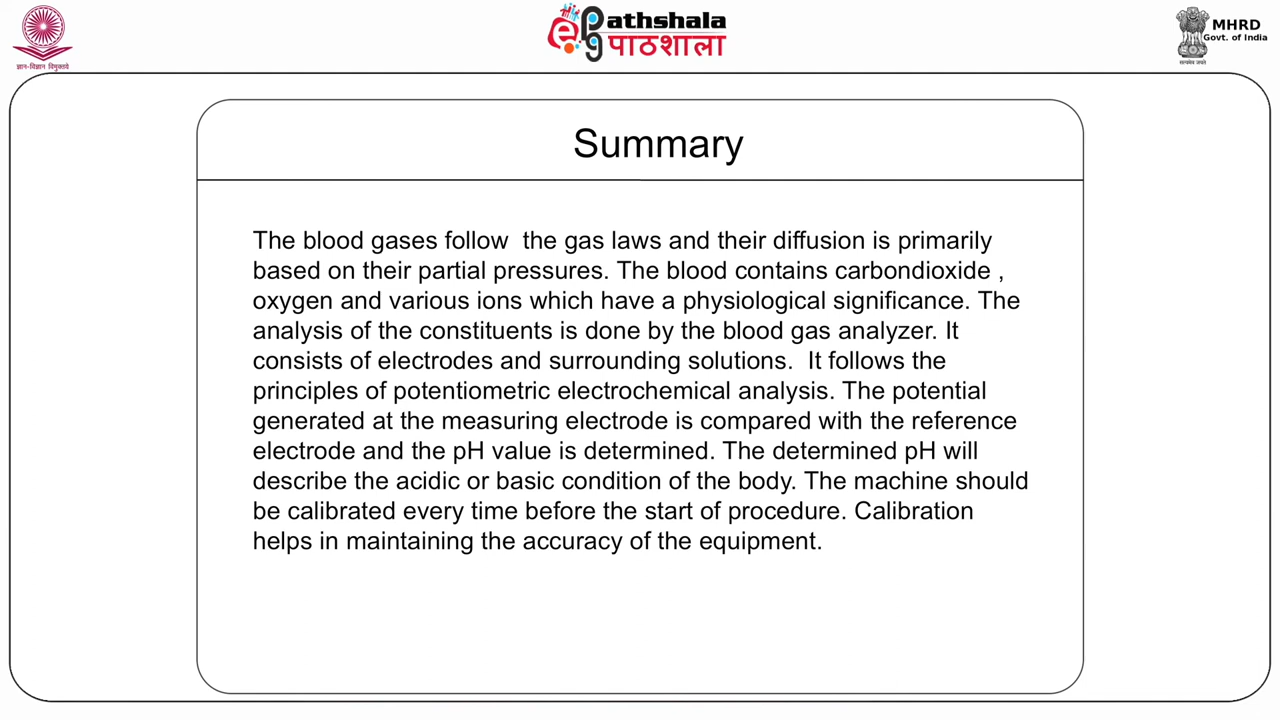 ज्ञान-विज्ञान विमुक्तये
Pathshala
पाठशाला
MHRD
Govt. of India
सत्यमेव जयते
Summary
The blood gases follow  the gas laws and their diffusion is primarily
based on their partial pressures. The blood contains carbondioxide ,
oxygen and various ions which have a physiological significance. The
analysis of the constituents is done by the blood gas analyzer. It
consists of electrodes and surrounding solutions.  It follows the
principles of potentiometric electrochemical analysis. The potential
generated at the measuring electrode is compared with the reference
electrode and the pH value is determined. The determined pH will
describe the acidic or basic condition of the body. The machine should
be calibrated every time before the start of procedure. Calibration
helps in maintaining the accuracy of the equipment.